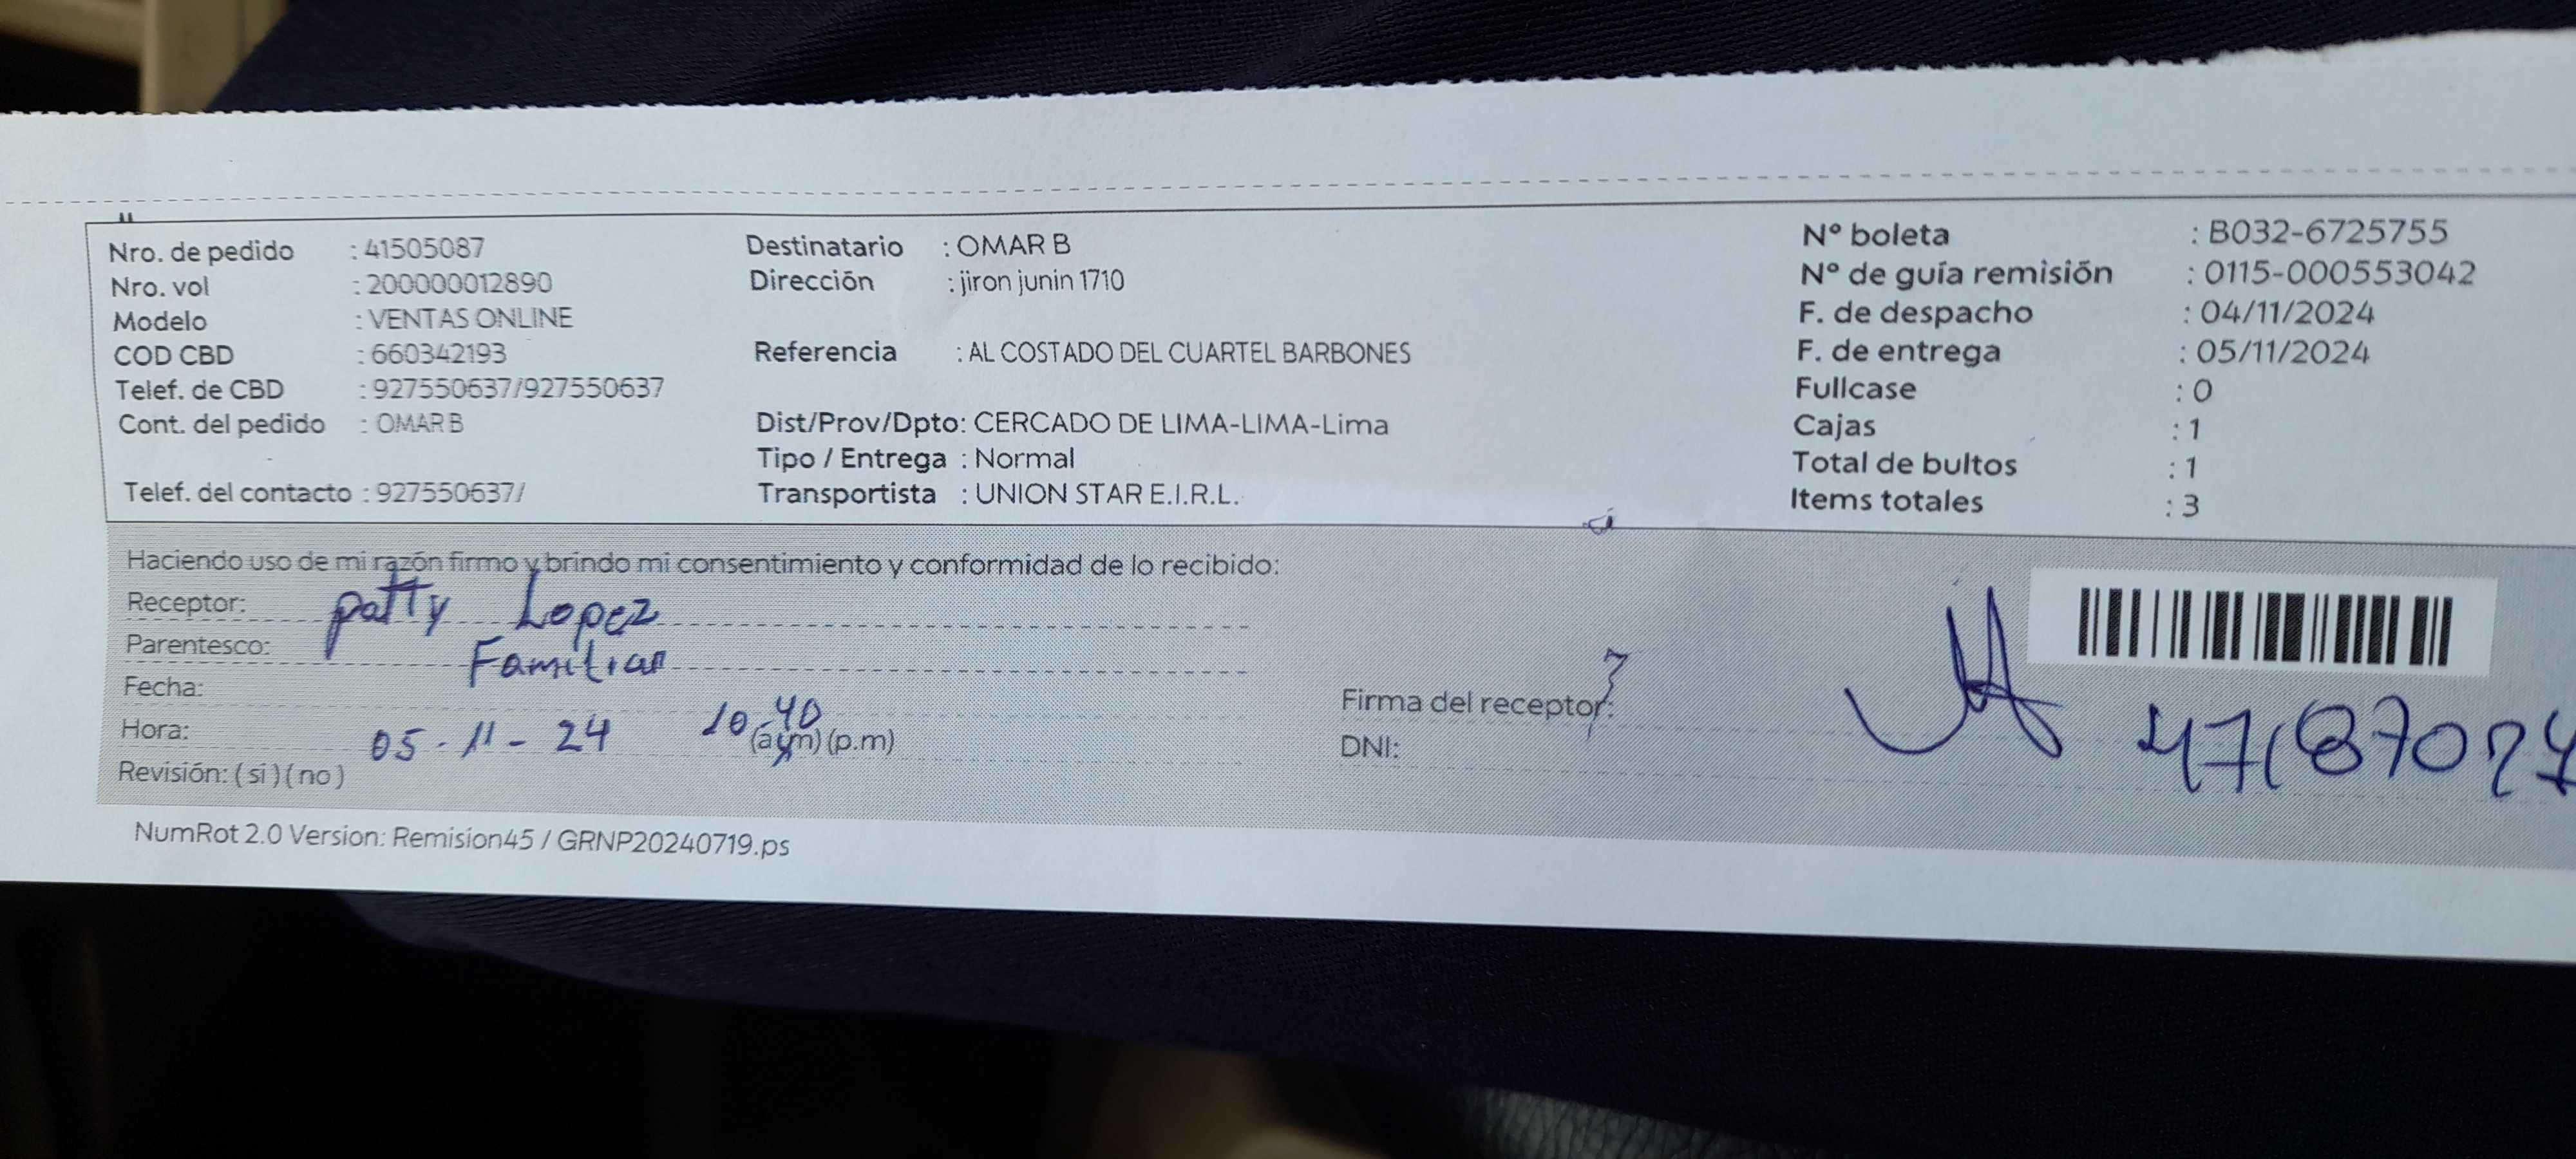 Nro. de pedido : 41505087
Nro. vol : 200000012890
Modelo : VENTAS ONLINE
COD CBD : 660342193
Telef. de CBD : 927550637/927550637
Cont. del pedido : OMAR B
Telef. del contacto : 927550637/
Destinatario : OMAR B
Dirección : jiron junin 1710
Referencia : AL COSTADO DEL CUARTEL BARBONES
Dist/Prov/Dpto: CERCADO DE LIMA-LIMA-Lima
Tipo / Entrega : Normal
Transportista : UNION STAR E.I.R.L.
Nº boleta : B032-6725755
Nº de guía remisión : 0115-000553042
F. de despacho : 04/11/2024
F. de entrega : 05/11/2024
Fullcase : 0
Cajas : 1
Total de bultos : 1
Items totales : 3
Haciendo uso de mi razón firmo y brindo mi consentimiento y conformidad de lo recibido:
Receptor: patty Lopez
Parentesco: Familiar
Fecha:
Hora: 05-11-24 10.40 (a.m) (p.m)
Revisión: (si) (no)
Firma del receptor:
DNI:
NumRot 2.0 Version: Remision45 / GRNP20240719.ps